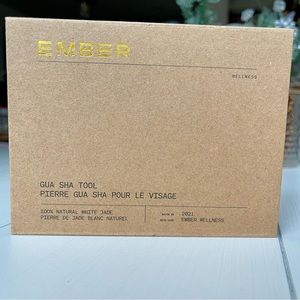 EMBER
WELLNESS
GUA SHA TOOL
PIERRE GUA SHA POUR LE VISAGE
100% NATURAL WHITE JADE
PIERRE DE JADE BLANC NATUREL
2021
EMBER WELLNESS